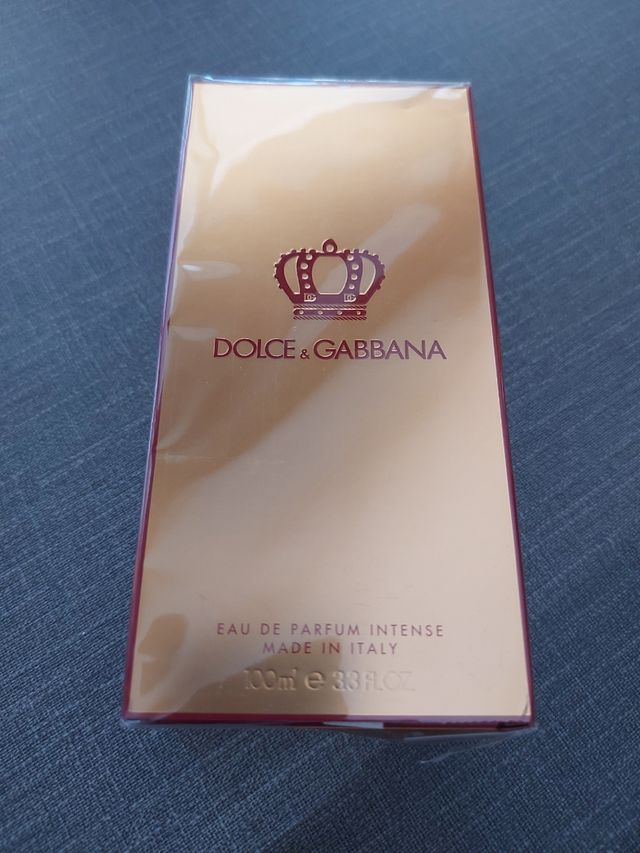 DOLCE & GABBANA
EAU DE PARFUM INTENSE
MADE IN ITALY
100ml e 3.3 FL.OZ.